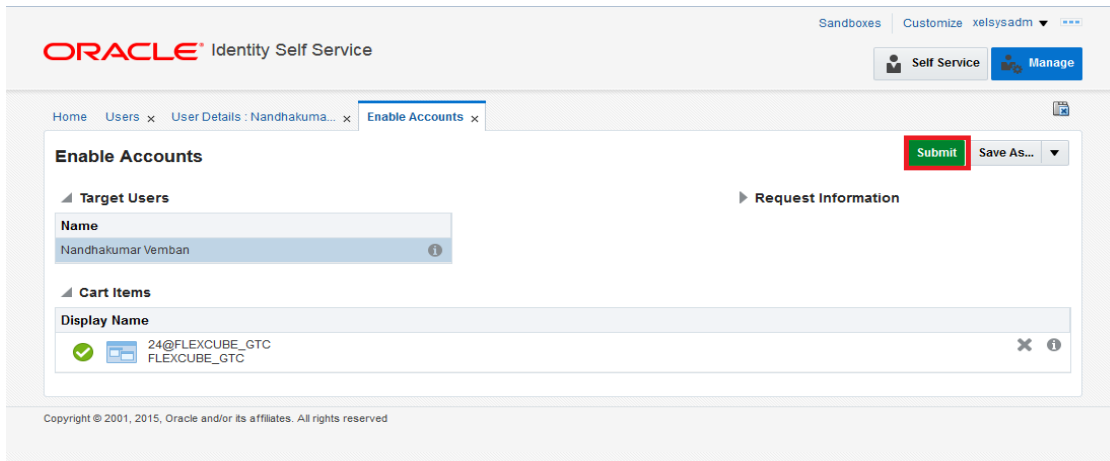 Sandboxes Customize xelsysadm
ORACLE® Identity Self Service
Self Service Manage
Home Users x User Details : Nandhakuma... x Enable Accounts x
Enable Accounts Submit Save As...
Target Users Request Information
Name
Nandhakumar Vemban
Cart Items
Display Name
24@FLEXCUBE_GTC
FLEXCUBE_GTC
Copyright © 2001, 2015, Oracle and/or its affiliates. All rights reserved